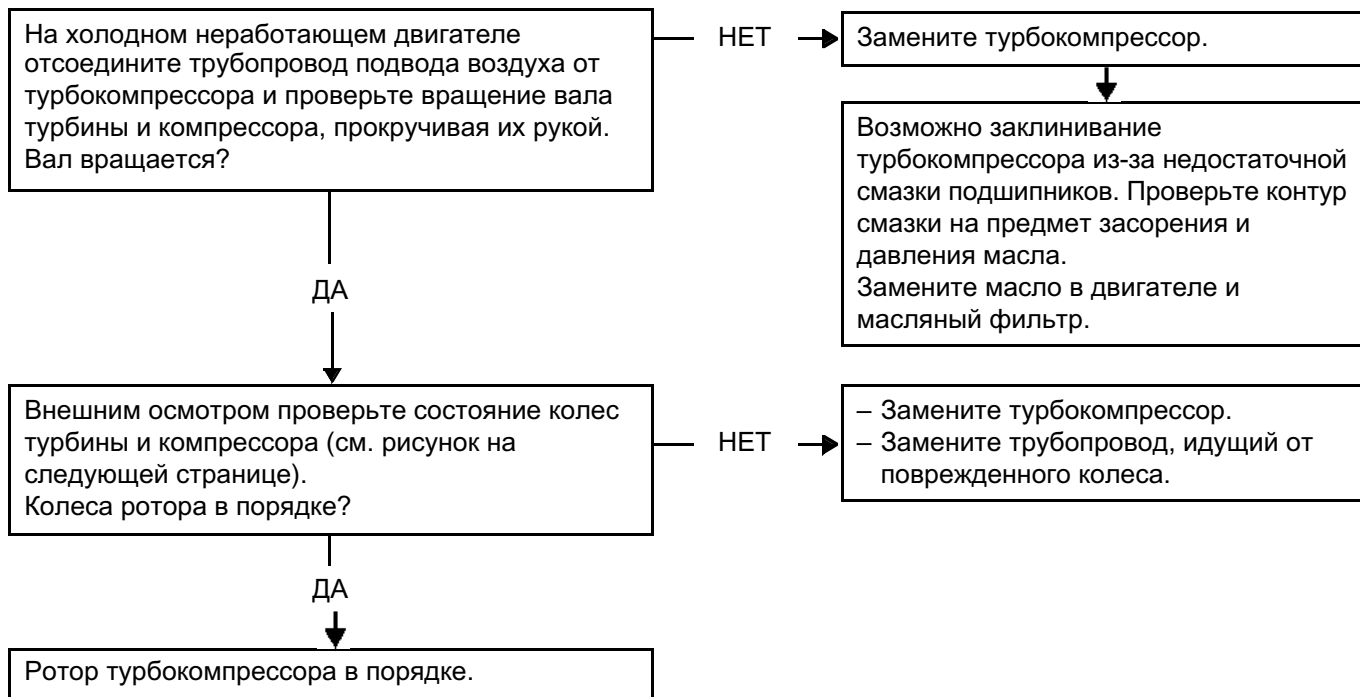 На холодном неработающем двигателе
отсоедините трубопровод подвода воздуха от
турбокомпрессора и проверьте вращение вала
турбины и компрессора, прокручивая их рукой.
Вал вращается?
НЕТ
Замените турбокомпрессор.
Возможно заклинивание
турбокомпрессора из-за недостаточной
смазки подшипников. Проверьте контур
смазки на предмет засорения и
давления масла.
Замените масло в двигателе и
масляный фильтр.
ДА
Внешним осмотром проверьте состояние колес
турбины и компрессора (см. рисунок на
следующей странице).
Колеса ротора в порядке?
НЕТ
– Замените турбокомпрессор.
– Замените трубопровод, идущий от
поврежденного колеса.
ДА
Ротор турбокомпрессора в порядке.